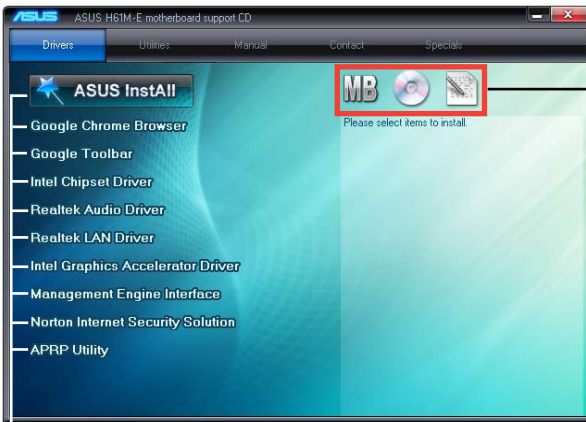 ASUS ASUS H61M-E motherboard support CD
Drivers Utilities Manual Contact Specials
ASUS InstAll
MB
Please select items to install.
Google Chrome Browser
Google Toolbar
Intel Chipset Driver
Realtek Audio Driver
Realtek LAN Driver
Intel Graphics Accelerator Driver
Management Engine Interface
Norton Internet Security Solution
APRP Utility